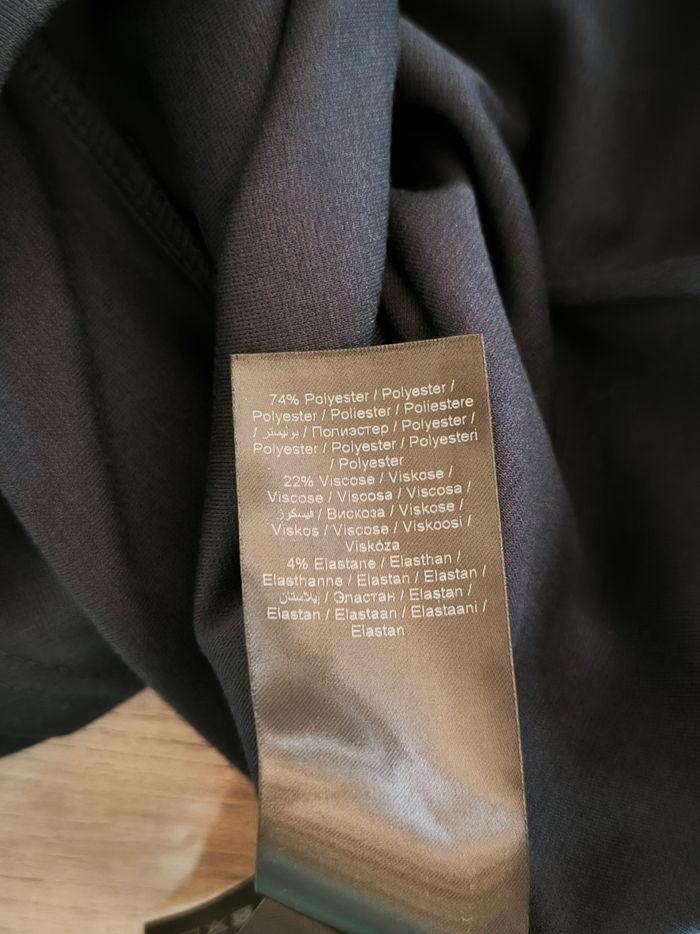 74% Polyester / Polyester /
Polyester / Poliester / Poliestere
/ بوليستر / Полиэстер / Polyester /
Polyester / Polyester / Polyesteri
/ Polyester
22% Viscose / Viskose /
Viscose / Viscosa / Viscosa /
فيسكوز / Вискоза / Viskose /
Viskos / Viscose / Viskoosi /
Viskóza
4% Elastane / Elasthan /
Elasthanne / Elastan / Elastan /
إيلاستان / Эластан / Elastan /
Elastan / Elastaan / Elastaani /
Elastan